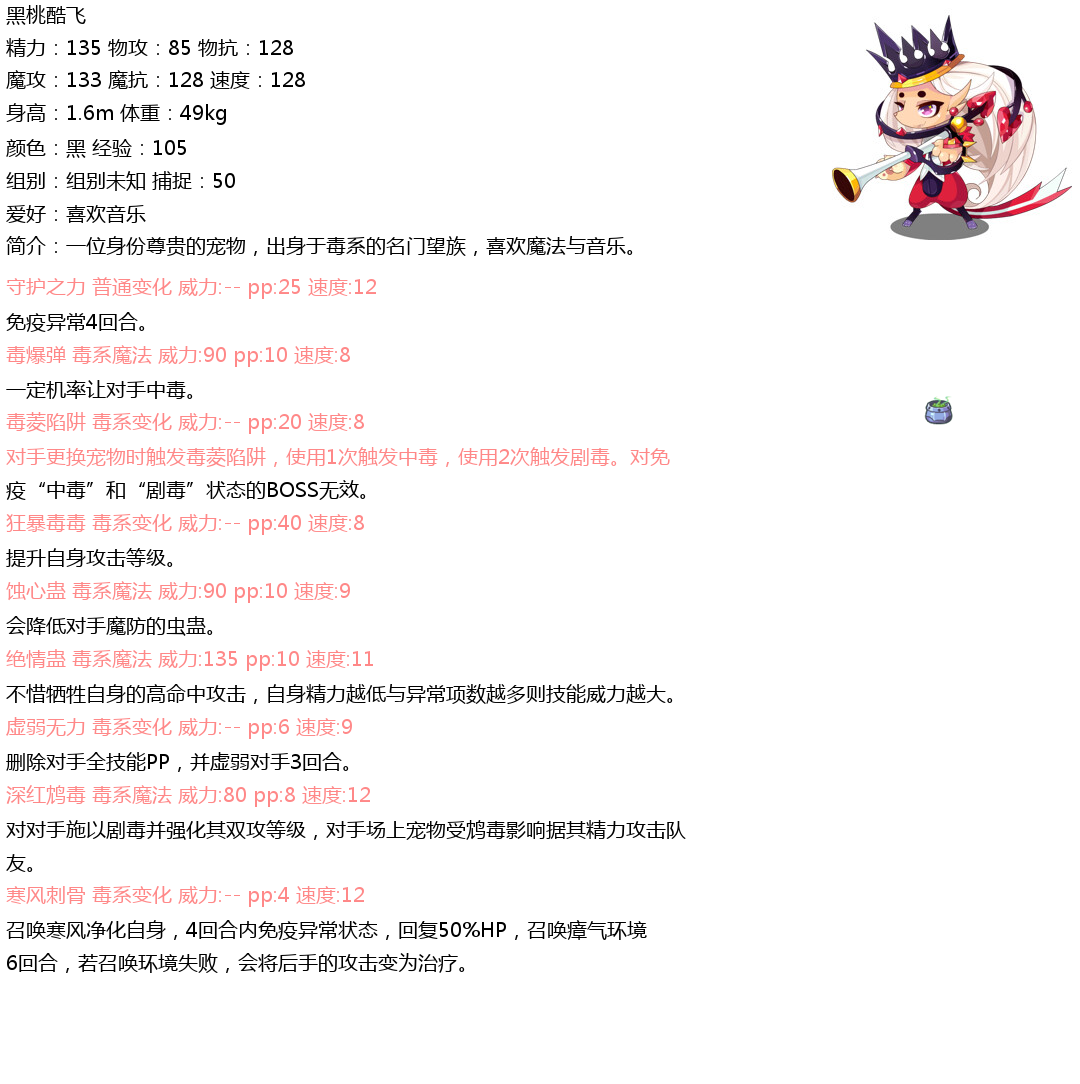 黑桃酷飞
精力：135 物攻：85 物抗：128
魔攻：133 魔抗：128 速度：128
身高：1.6m 体重：49kg
颜色：黑 经验：105
组别：组别未知 捕捉：50
爱好：喜欢音乐
简介：一位身份尊贵的宠物，出身于毒系的名门望族，喜欢魔法与音乐。
守护之力 普通变化 威力:-- pp:25 速度:12
免疫异常4回合。
毒爆弹 毒系魔法 威力:90 pp:10 速度:8
一定机率让对手中毒。
毒菱陷阱 毒系变化 威力:-- pp:20 速度:8
对手更换宠物时触发毒菱陷阱，使用1次触发中毒，使用2次触发剧毒。对免
疫“中毒”和“剧毒”状态的BOSS无效。
狂暴毒毒 毒系变化 威力:-- pp:40 速度:8
提升自身攻击等级。
蚀心蛊 毒系魔法 威力:90 pp:10 速度:9
会降低对手魔防的虫蛊。
绝情蛊 毒系魔法 威力:135 pp:10 速度:11
不惜牺牲自身的高命中攻击，自身精力越低与异常项数越多则技能威力越大。
虚弱无力 毒系变化 威力:-- pp:6 速度:9
删除对手全技能PP，并虚弱对手3回合。
深红鸩毒 毒系魔法 威力:80 pp:8 速度:12
对对手施以剧毒并强化其双攻等级，对手场上宠物受鸩毒影响据其精力攻击队
友。
寒风刺骨 毒系变化 威力:-- pp:4 速度:12
召唤寒风净化自身，4回合内免疫异常状态，回复50%HP，召唤瘴气环境
6回合，若召唤环境失败，会将后手的攻击变为治疗。